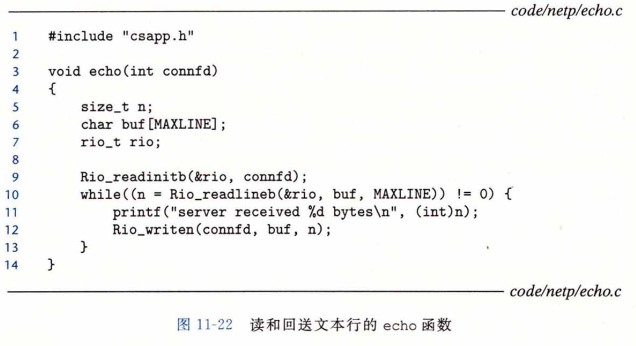 code/netp/echo.c
1 #include "csapp.h"
2
3 void echo(int connfd)
4 {
5     size_t n;
6     char buf[MAXLINE];
7     rio_t rio;
8
9     Rio_readinitb(&rio, connfd);
10     while((n = Rio_readlineb(&rio, buf, MAXLINE)) != 0) {
11         printf("server received %d bytes\n", (int)n);
12         Rio_writen(connfd, buf, n);
13     }
14 }
code/netp/echo.c
图 11-22 读和回送文本行的 echo 函数